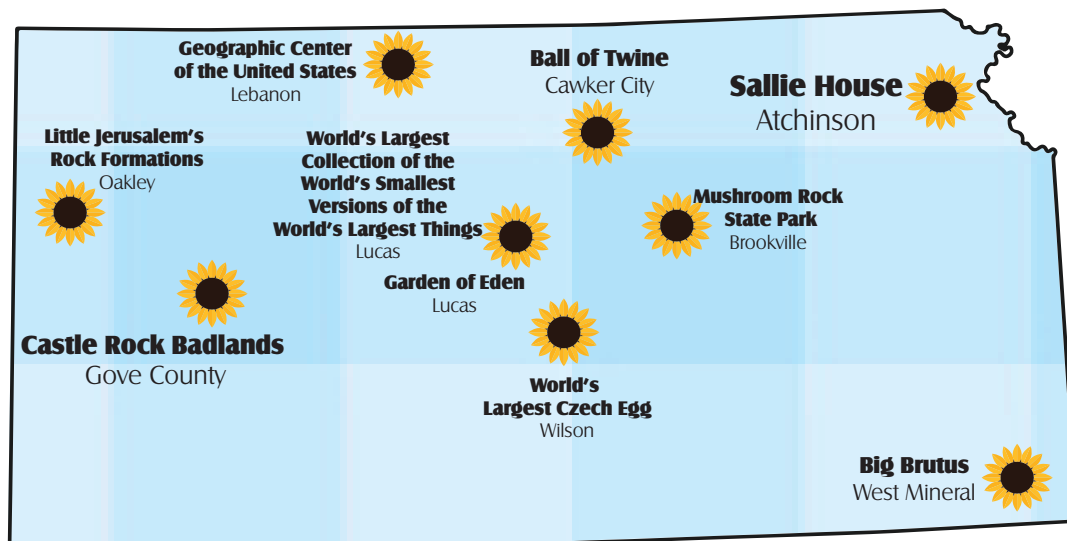 Geographic Center
of the United States
Lebanon
Ball of Twine
Cawker City
Sallie House
Atchinson
Little Jerusalem's
Rock Formations
Oakley
World's Largest
Collection of the
World's Smallest
Versions of the
World's Largest Things
Lucas
Mushroom Rock
State Park
Brookville
Garden of Eden
Lucas
Castle Rock Badlands
Gove County
World's
Largest Czech Egg
Wilson
Big Brutus
West Mineral